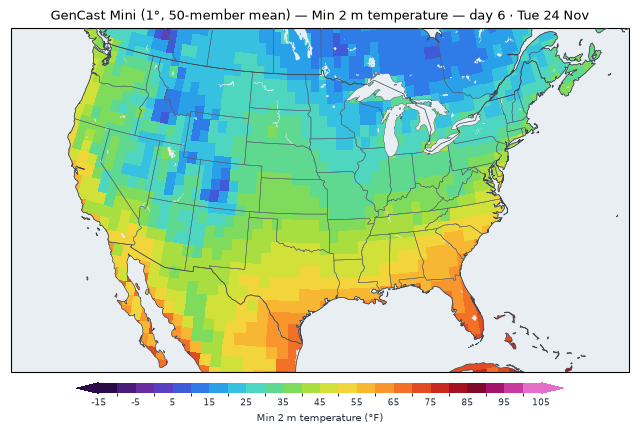 GenCast Mini (1°, 50-member mean) — Min 2 m temperature — day 6 · Tue 24 Nov
-15 -5 5 15 25 35 45 55 65 75 85 95 105
Min 2 m temperature (°F)